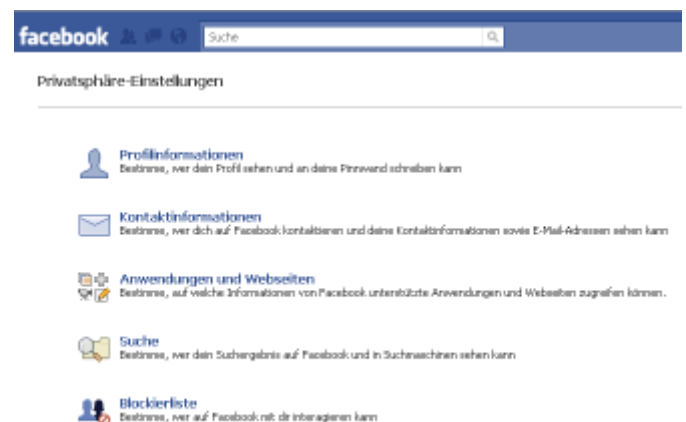 facebook Suche
Privatsphäre-Einstellungen
Profilinformationen
Bestimme, wer dein Profil sehen und an deine Pinnwand schreiben kann
Kontaktinformationen
Bestimme, wer dich auf Facebook kontaktieren und deine Kontaktinformationen sowie E-Mail-Adressen sehen kann
Anwendungen und Webseiten
Bestimme, auf welche Informationen von Facebook unterstützte Anwendungen und Webseiten zugreifen können.
Suche
Bestimme, wer dein Suchergebnis auf Facebook und in Suchmaschinen sehen kann
Blockierliste
Bestimme, wer auf Facebook mit dir interagieren kann